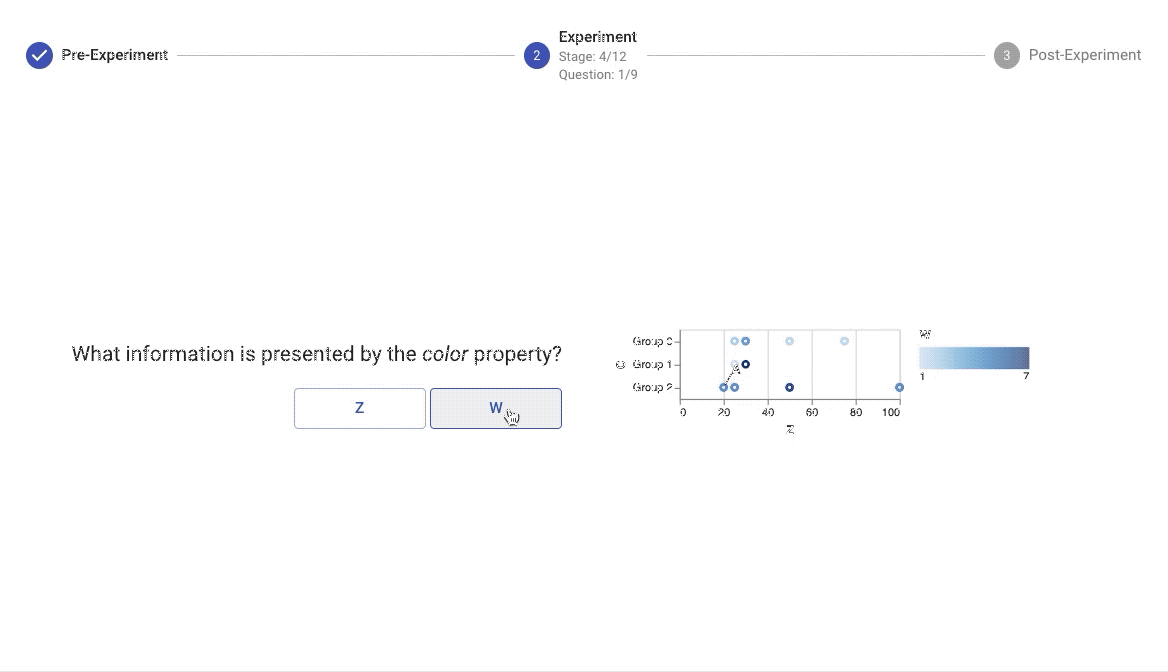 Pre-Experiment
2
Experiment
Stage: 4/12
Question: 1/9
3
Post-Experiment
What information is presented by the color property?
Z
W
Group 0
Group 1
Group 2
G
0 20 40 60 80 100
Z
W
1 7